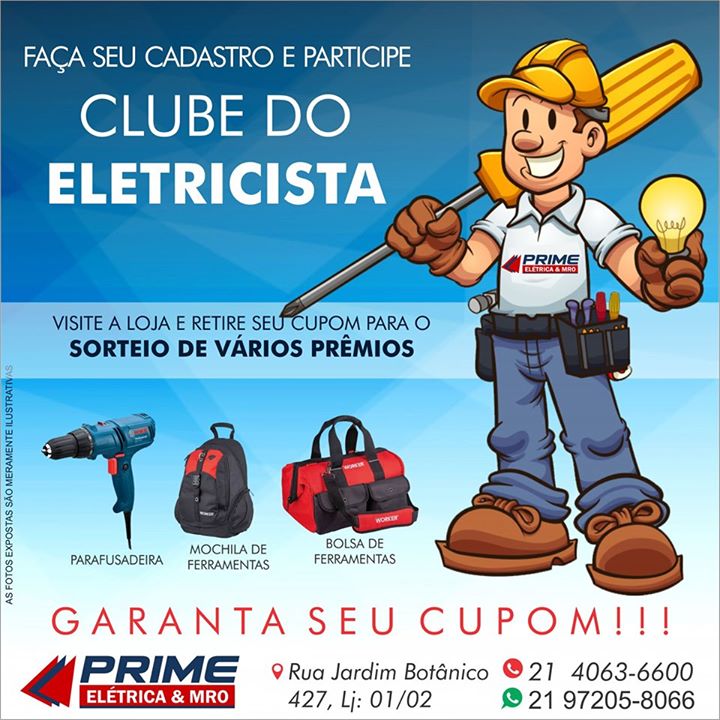 FAÇA SEU CADASTRO E PARTICIPE
CLUBE DO
ELETRICISTA
PRIME
ELÉTRICA & MRO
VISITE A LOJA E RETIRE SEU CUPOM PARA O
SORTEIO DE VÁRIOS PRÊMIOS
AS FOTOS EXPOSTAS SÃO MERAMENTE ILUSTRATIVAS
WORKER
WORKER
WORKER
PARAFUSADEIRA
MOCHILA DE
FERRAMENTAS
BOLSA DE
FERRAMENTAS
GARANTA SEU CUPOM!!!
PRIME
ELÉTRICA & MRO
Rua Jardim Botânico
427, Lj: 01/02
21 4063-6600
21 97205-8066